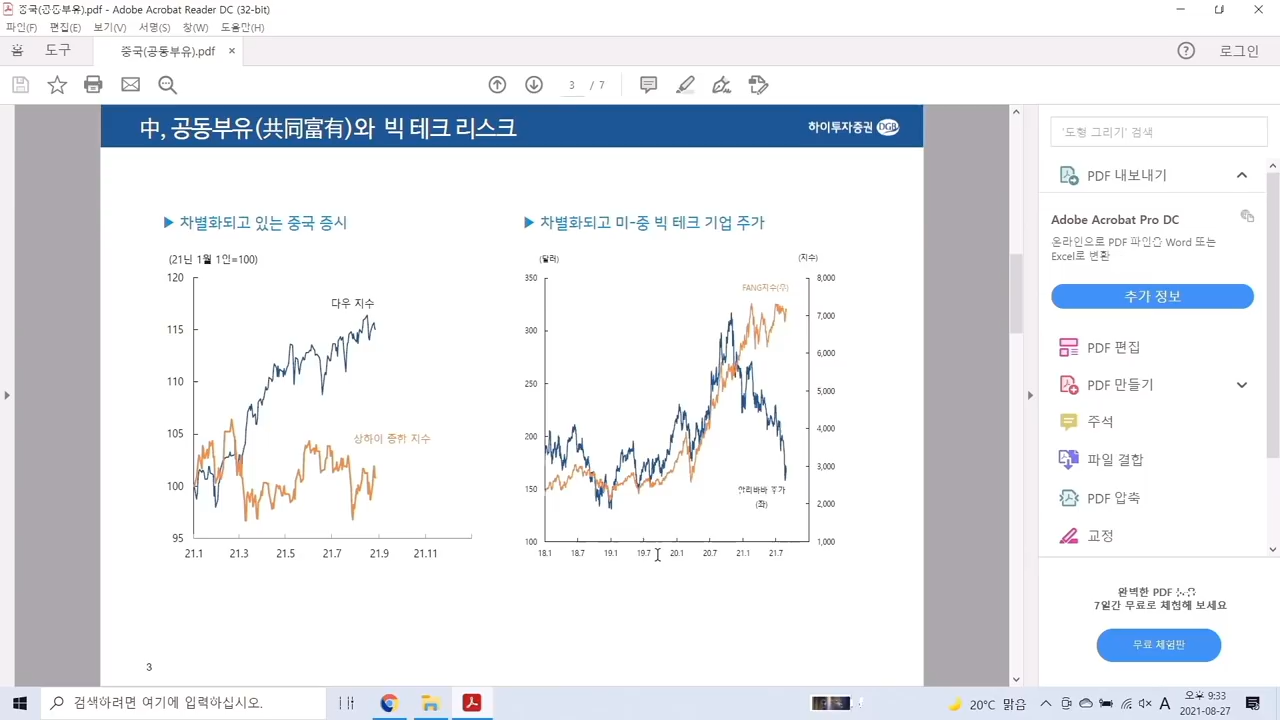 중국(공동부유).pdf - Adobe Acrobat Reader DC (32-bit)
파일(F) 편집(E) 보기(V) 서명(S) 창(W) 도움말(H)
홈 도구 중국(공동부유).pdf × 로그인
3 / 7
中, 공동부유(共同富有)와 빅 테크 리스크
하이투자증권 DGB
▶ 차별화되고 있는 중국 증시
(21년 1월 1일=100)
120
115
110
105
100
95
다우 지수
상하이 종합 지수
21.1 21.3 21.5 21.7 21.9 21.11
▶ 차별화되고 미-중 빅 테크 기업 주가
(달러) (지수)
350
300
250
200
150
100
8,000
7,000
6,000
5,000
4,000
3,000
2,000
1,000
FANG지수(우)
알리바바 주가
(좌)
18.1 18.7 19.1 19.7 20.1 20.7 21.1 21.7
3
'도형 그리기' 검색
PDF 내보내기
Adobe Acrobat Pro DC
온라인으로 PDF 파일을 Word 또는
Excel로 변환
추가 정보
PDF 편집
PDF 만들기
주석
파일 결합
PDF 압축
교정
완벽한 PDF 도움
7일간 무료로 체험해 보세요
무료 체험판
검색하려면 여기에 입력하십시오.
20°C 맑음
A
오후 9:33
2021-08-27